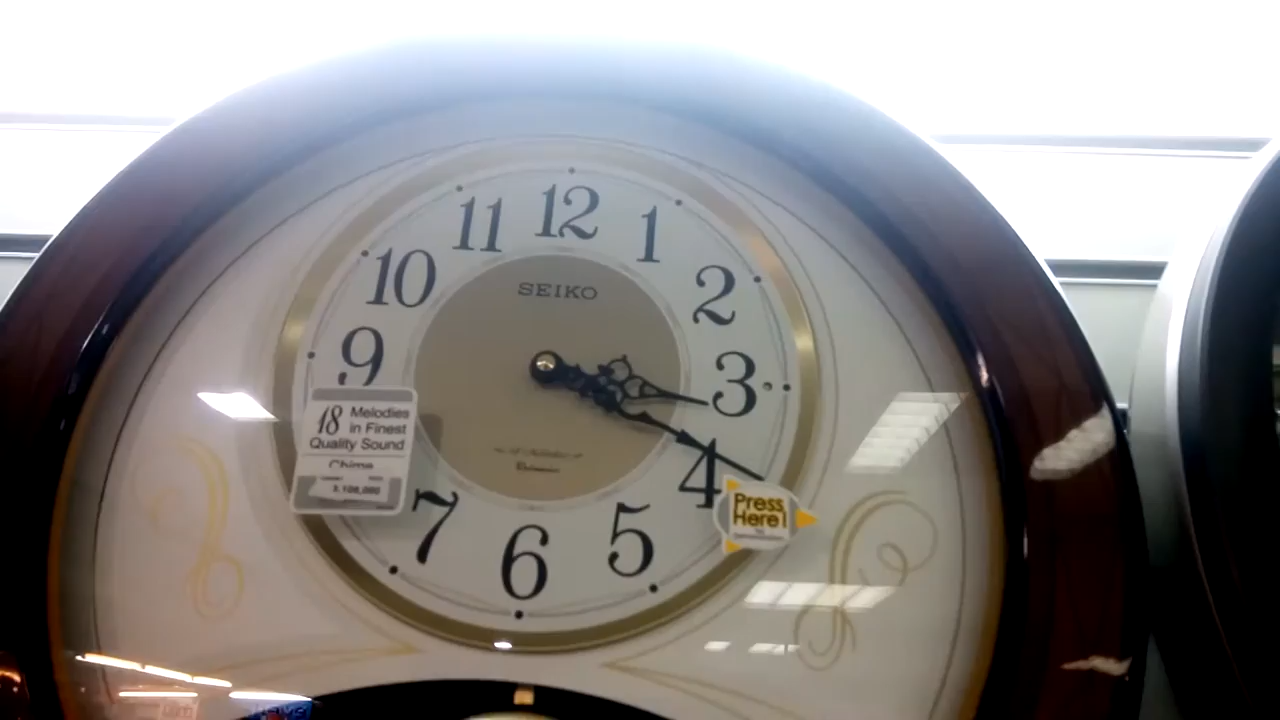 12
11
1
10
SEIKO
2
9
3
18 Melodies
in Finest
Quality Sound
Chime
4
Press
Here!
7
5
6